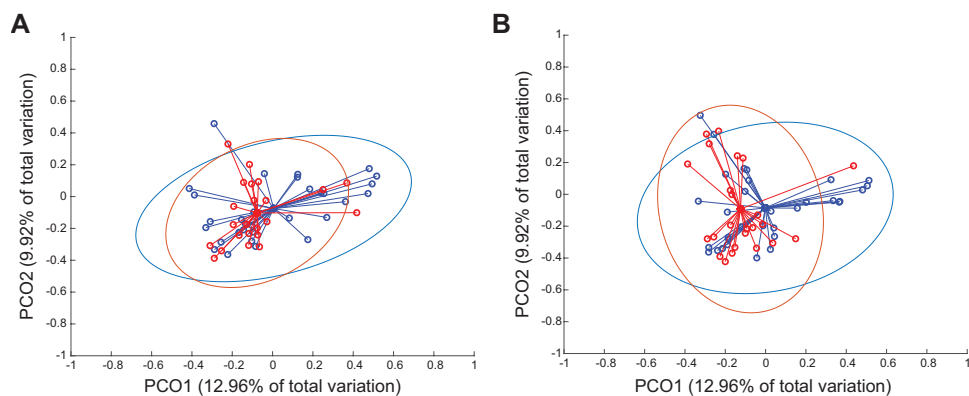 A
PCO2 (9.92% of total variation)
1
0.8
0.6
0.4
0.2
0
-0.2
-0.4
-0.6
-0.8
-1
-1 -0.8 -0.6 -0.4 -0.2 0 0.2 0.4 0.6 0.8 1
PCO1 (12.96% of total variation)
B
PCO2 (9.92% of total variation)
1
0.8
0.6
0.4
0.2
0
-0.2
-0.4
-0.6
-0.8
-1
-1 -0.8 -0.6 -0.4 -0.2 0 0.2 0.4 0.6 0.8 1
PCO1 (12.96% of total variation)